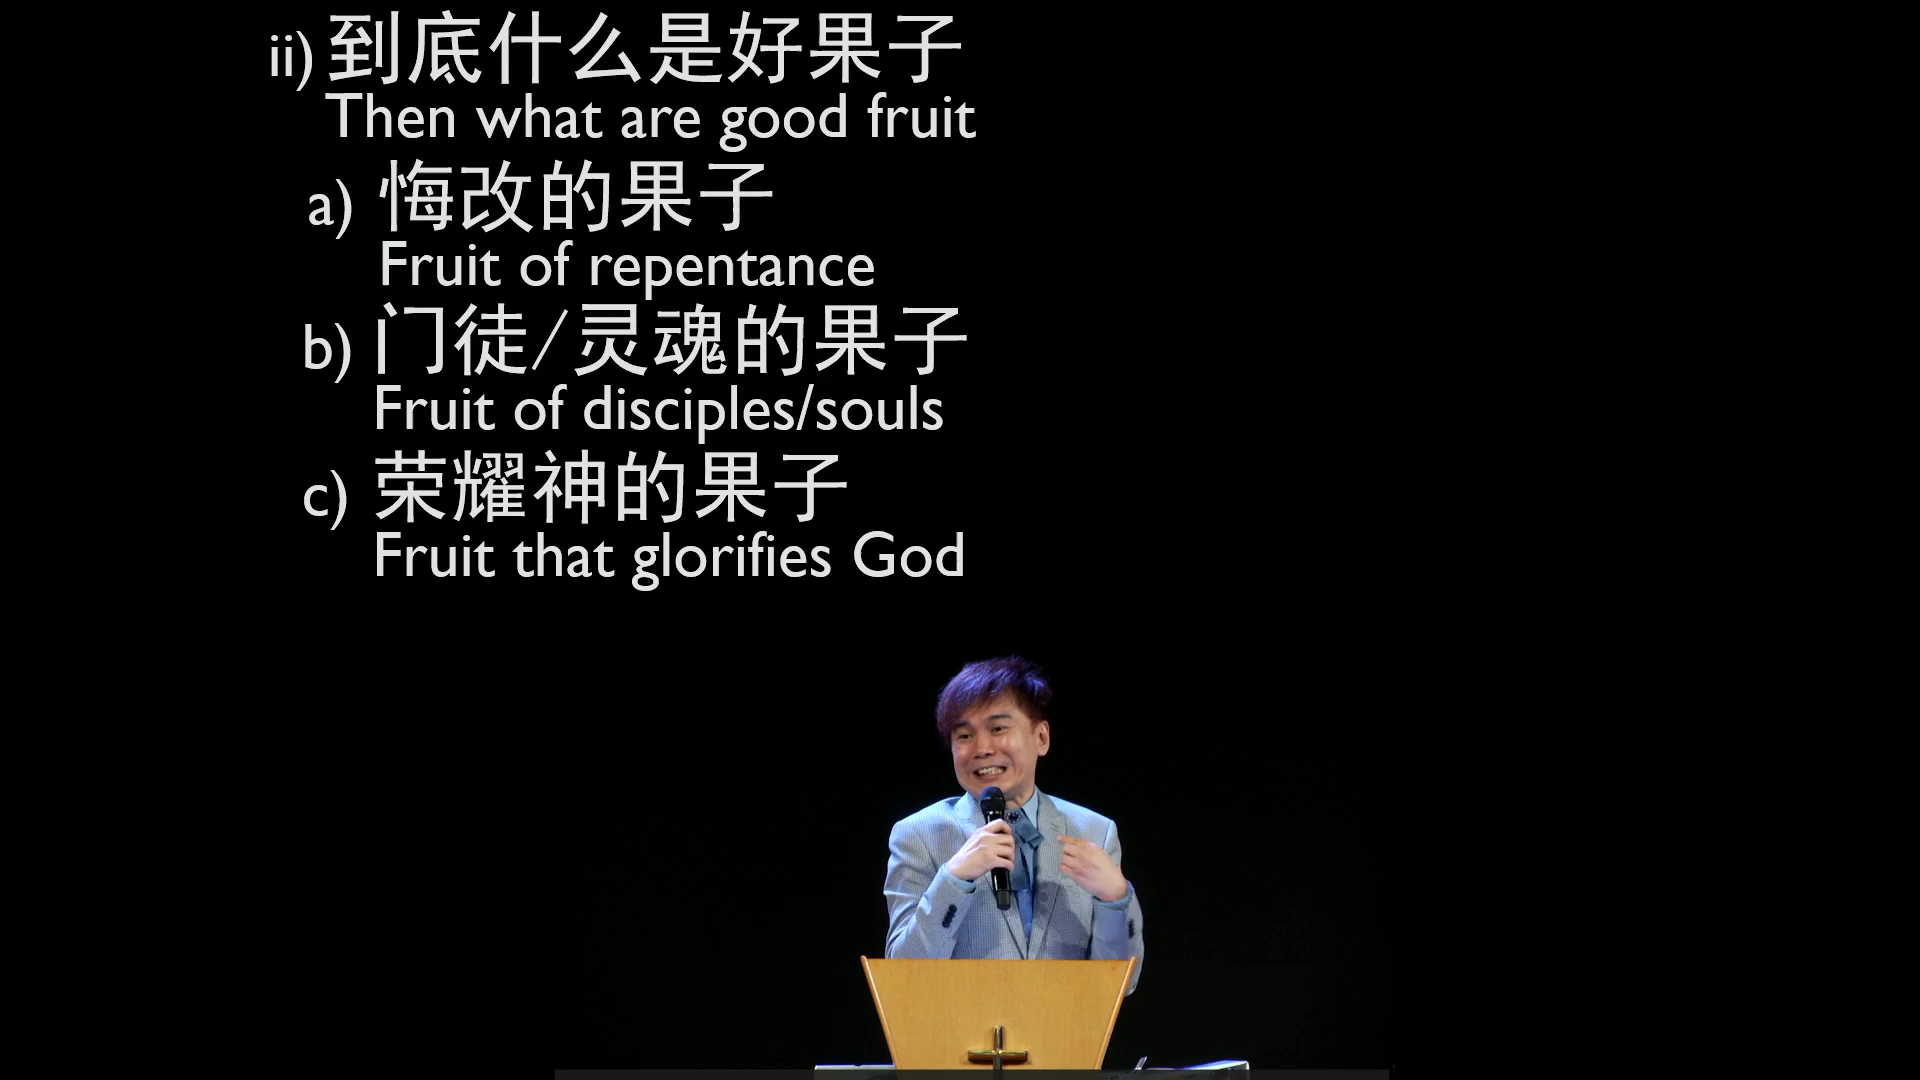 ii) 到底什么是好果子
Then what are good fruit
a) 悔改的果子
Fruit of repentance
b) 门徒/灵魂的果子
Fruit of disciples/souls
c) 荣耀神的果子
Fruit that glorifies God